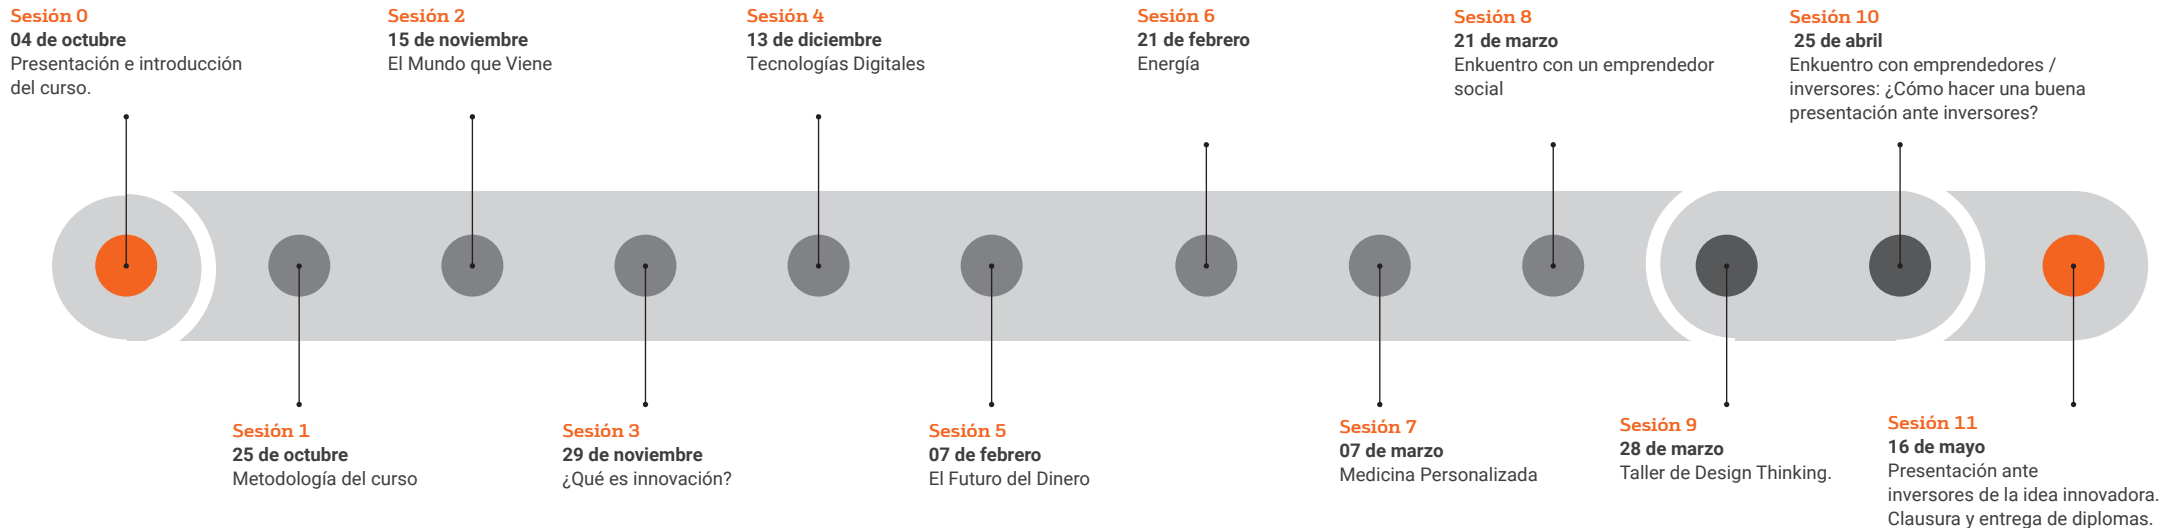 Sesión 0
04 de octubre
Presentación e introducción
del curso.
Sesión 2
15 de noviembre
El Mundo que Viene
Sesión 4
13 de diciembre
Tecnologías Digitales
Sesión 6
21 de febrero
Energía
Sesión 8
21 de marzo
Enkuentro con un emprendedor
social
Sesión 10
25 de abril
Enkuentro con emprendedores /
inversores: ¿Cómo hacer una buena
presentación ante inversores?
Sesión 1
25 de octubre
Metodología del curso
Sesión 3
29 de noviembre
¿Qué es innovación?
Sesión 5
07 de febrero
El Futuro del Dinero
Sesión 7
07 de marzo
Medicina Personalizada
Sesión 9
28 de marzo
Taller de Design Thinking.
Sesión 11
16 de mayo
Presentación ante
inversores de la idea innovadora.
Clausura y entrega de diplomas.